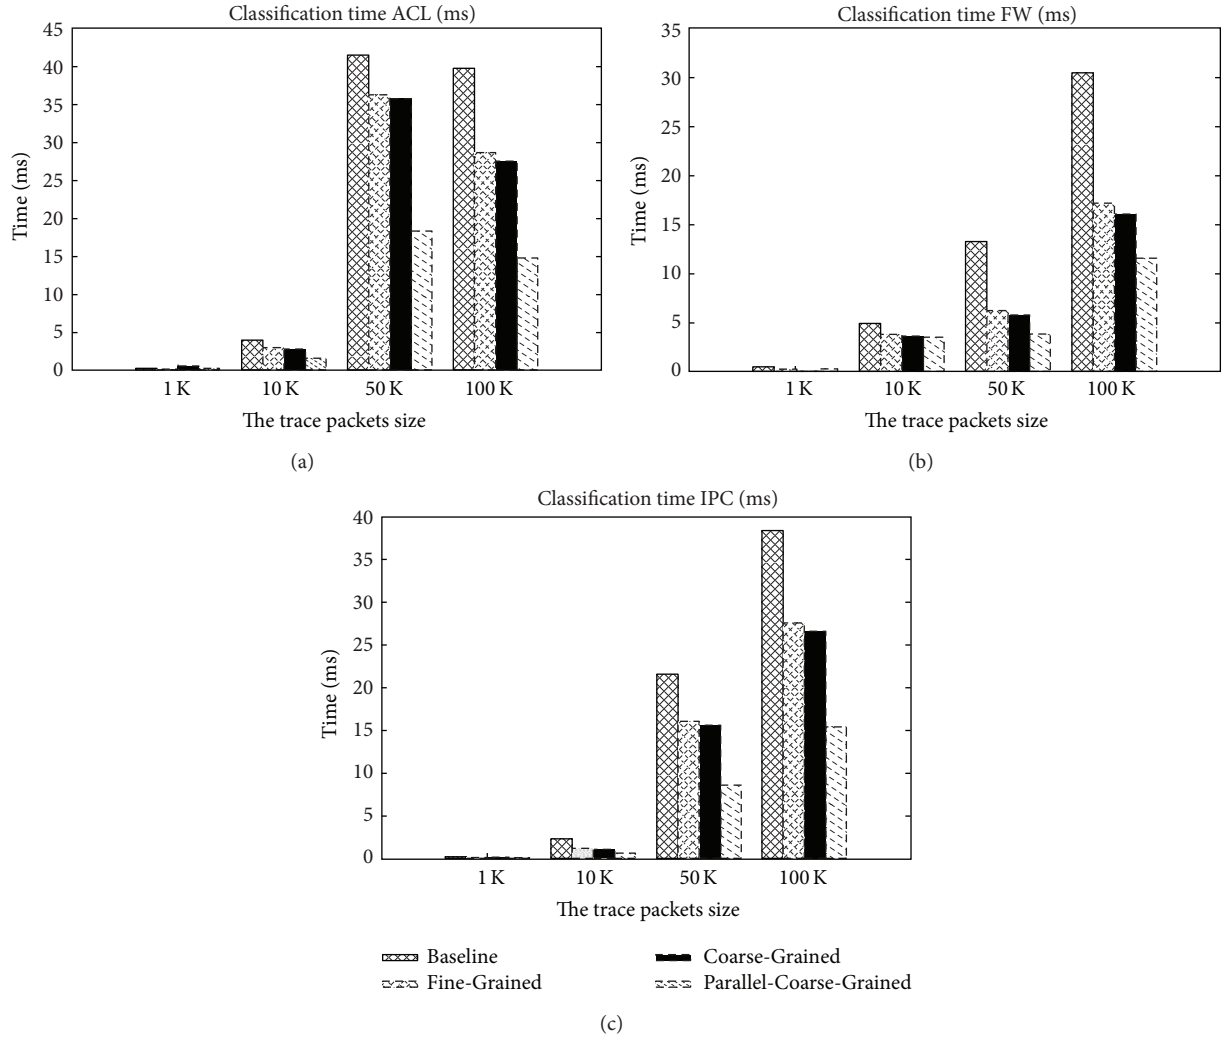 Classification time ACL (ms)
45
40
35
30
25
20
15
10
5
0
Time (ms)
1 K 10 K 50 K 100 K
The trace packets size
(a)
Classification time FW (ms)
35
30
25
20
15
10
5
0
Time (ms)
1 K 10 K 50 K 100 K
The trace packets size
(b)
Classification time IPC (ms)
40
35
30
25
20
15
10
5
0
Time (ms)
1 K 10 K 50 K 100 K
The trace packets size
Baseline
Fine-Grained
Coarse-Grained
Parallel-Coarse-Grained
(c)